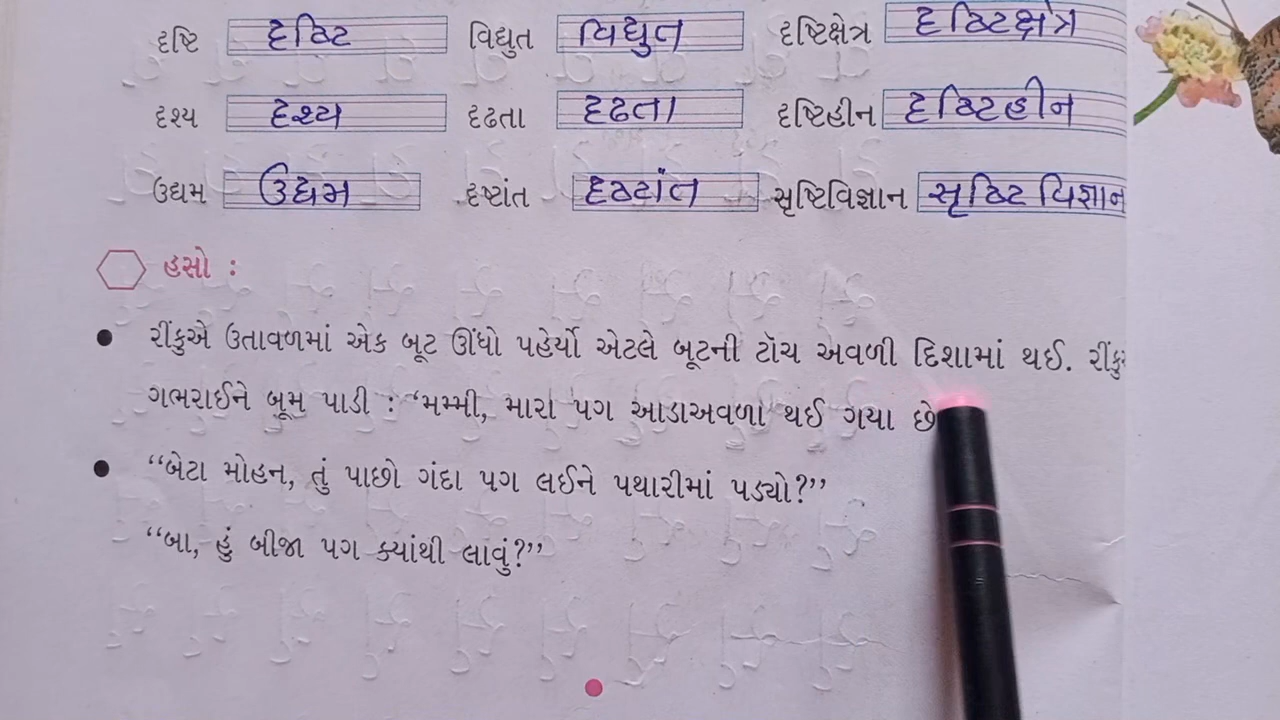 દૃષ્ટિ દૃષ્ટિ વિદ્યુત વિદ્યુત દૃષ્ટિક્ષેત્ર દૃષ્ટિક્ષેત્ર
દૃશ્ય દૃશ્ય દૃઢતા દૃઢતા દૃષ્ટિહીન દૃષ્ટિહીન
ઉદ્યમ ઉદ્યમ દૃષ્ટાંત દૃષ્ટાંત સૃષ્ટિવિજ્ઞાન સૃષ્ટિ વિજ્ઞાન
હસો :
રીંકુએ ઉતાવળમાં એક બૂટ ઊંધો પહેર્યો એટલે બૂટની ટૉચ અવળી દિશામાં થઈ.
ગભરાઈને બૂમ પાડી : ‘મમ્મી, મારા પગ આડાઅવળા થઈ ગયા છે
“બેટા મોહન, તું પાછો ગંદા પગ લઈને પથારીમાં પડ્યો?”
“બા, હું બીજા પગ ક્યાંથી લાવું?”